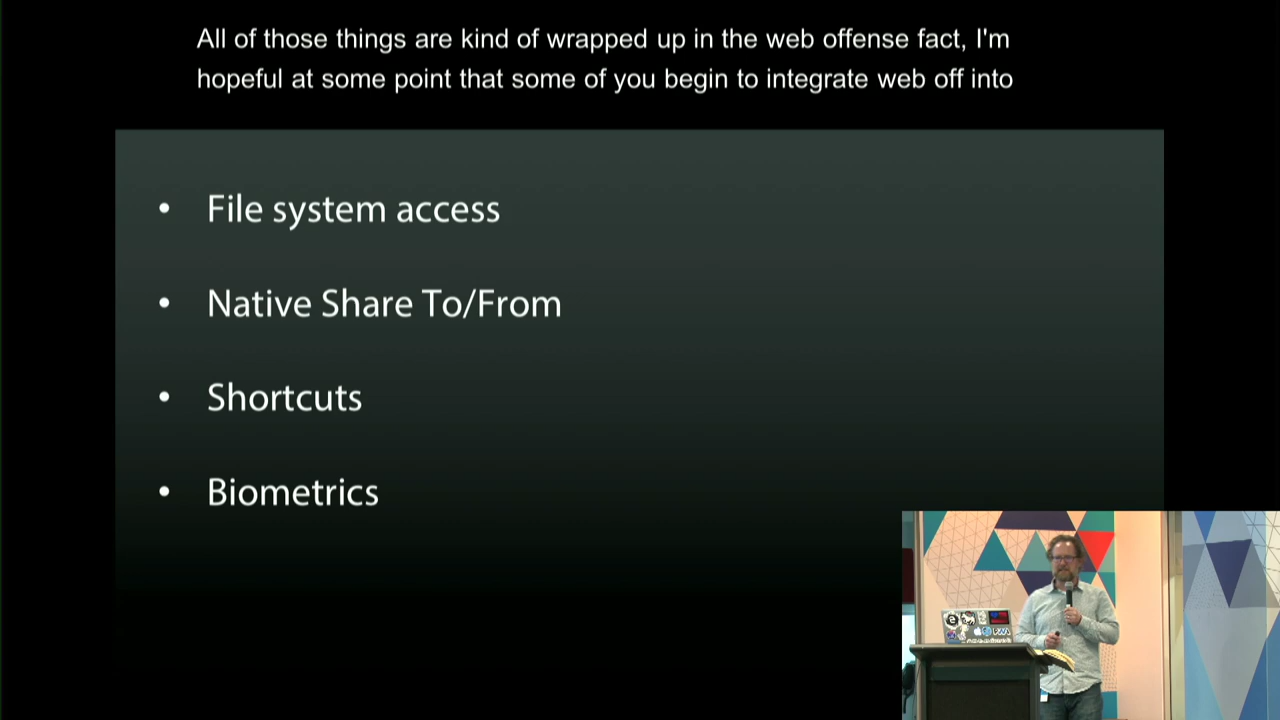 All of those things are kind of wrapped up in the web offense fact, I'm
hopeful at some point that some of you begin to integrate web off into
• File system access
• Native Share To/From
• Shortcuts
• Biometrics